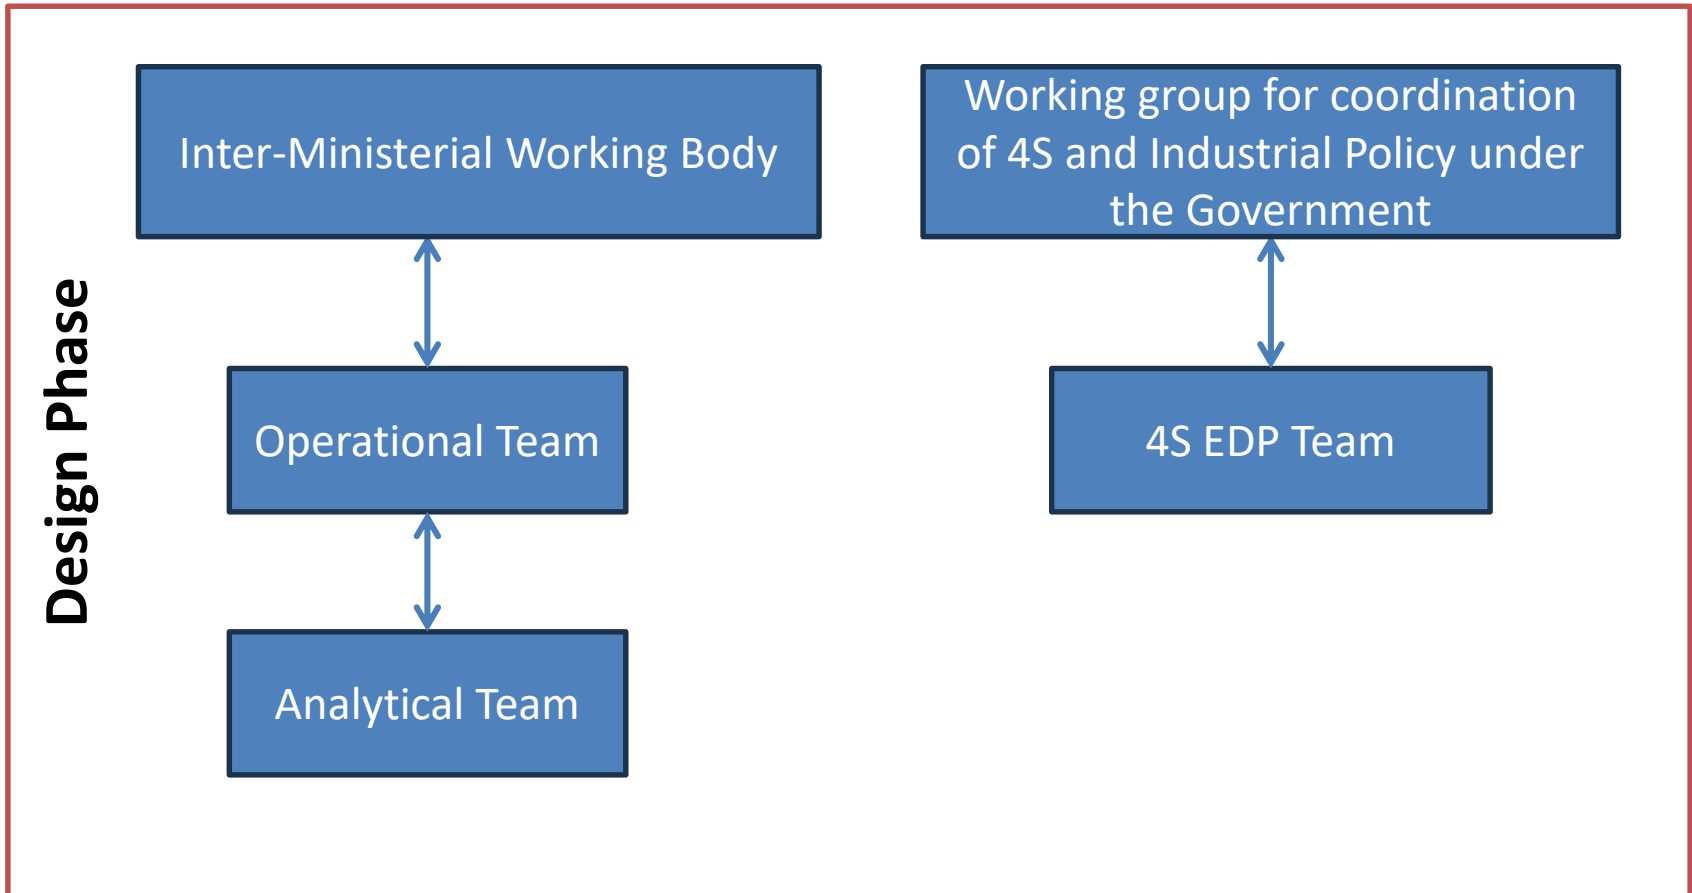 Design Phase
Inter-Ministerial Working Body
Working group for coordination
of 4S and Industrial Policy under
the Government
Operational Team
4S EDP Team
Analytical Team